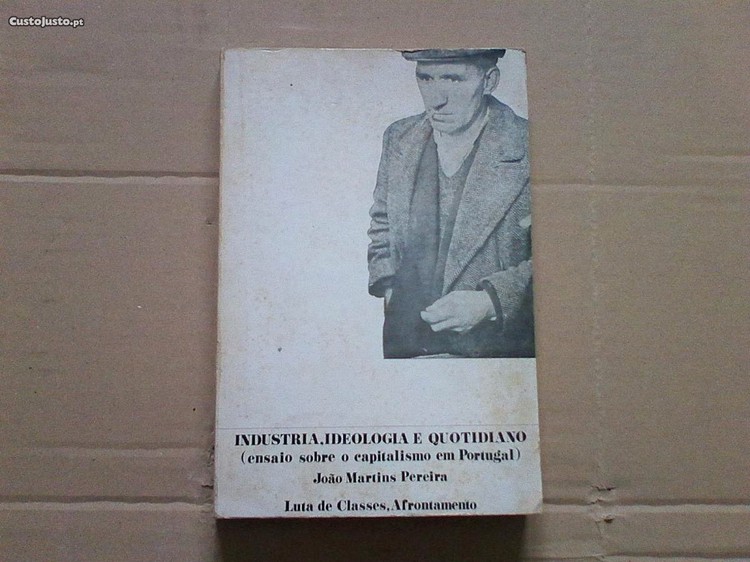 CustoJusto.pt
INDUSTRIA, IDEOLOGIA E QUOTIDIANO
(ensaio sobre o capitalismo em Portugal)
João Martins Pereira
Luta de Classes, Afrontamento